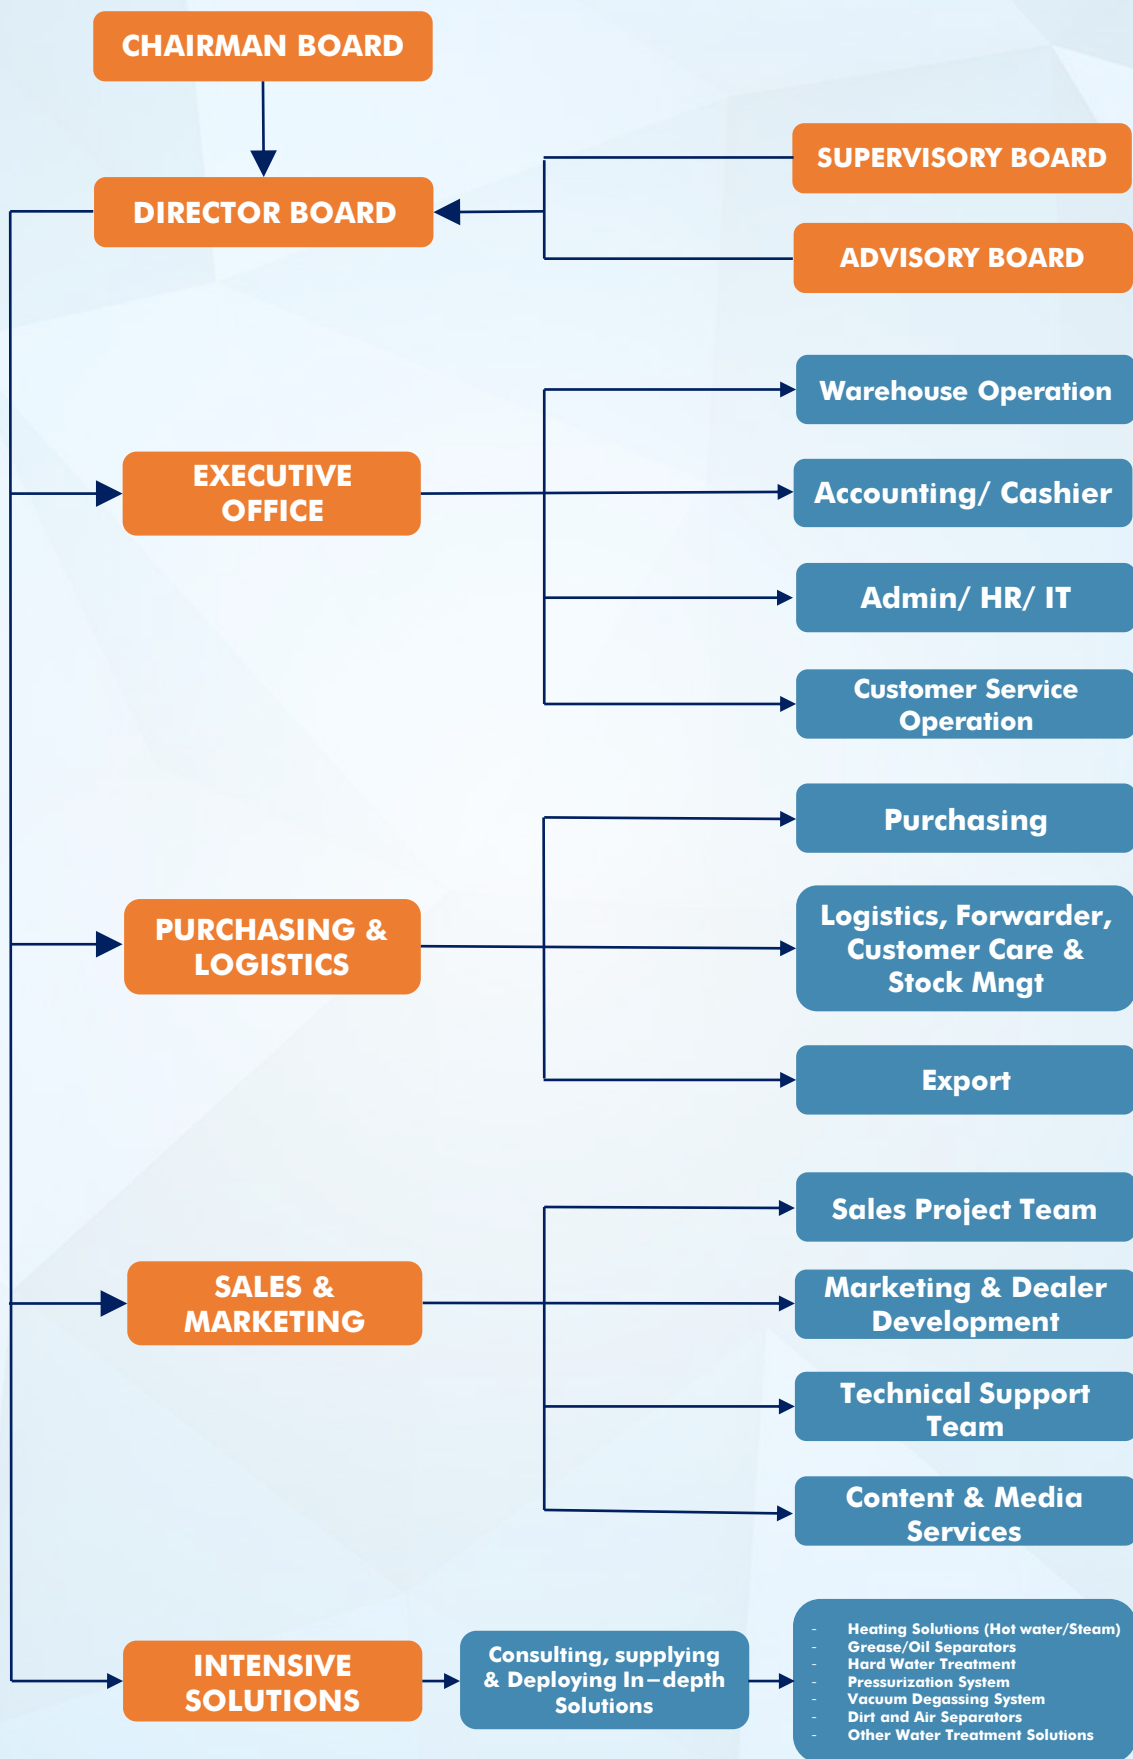 CHAIRMAN BOARD
SUPERVISORY BOARD
DIRECTOR BOARD
ADVISORY BOARD
EXECUTIVE
OFFICE
Warehouse Operation
Accounting/ Cashier
Admin/ HR/ IT
Customer Service
Operation
PURCHASING &
LOGISTICS
Purchasing
Logistics, Forwarder,
Customer Care &
Stock Mngt
Export
SALES &
MARKETING
Sales Project Team
Marketing & Dealer
Development
Technical Support
Team
Content & Media
Services
INTENSIVE
SOLUTIONS
Consulting, supplying
& Deploying In–depth
Solutions
- Heating Solutions (Hot water/Steam)
- Grease/Oil Separators
- Hard Water Treatment
- Pressurization System
- Vacuum Degassing System
- Dirt and Air Separators
- Other Water Treatment Solutions